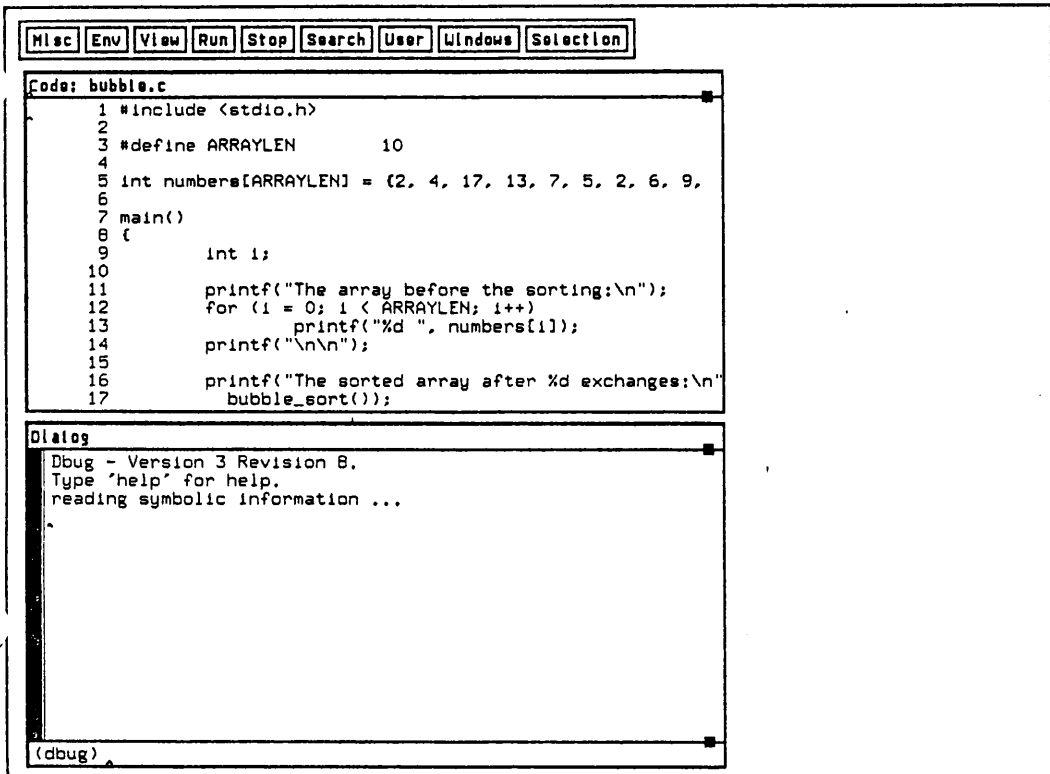 Misc Env View Run Stop Search User Windows Selection
Code: bubble.c
1 #include <stdio.h>
2
3 #define ARRAYLEN 10
4
5 int numbers[ARRAYLEN] = {2, 4, 17, 13, 7, 5, 2, 6, 9,
6
7 main()
8 {
9 int i;
10
11 printf("The array before the sorting:\n");
12 for (i = 0; i < ARRAYLEN; i++)
13 printf("%d ", numbers[i]);
14 printf("\n\n");
15
16 printf("The sorted array after %d exchanges:\n"
17 bubble_sort());
Dialog
Dbug - Version 3 Revision B.
Type 'help' for help.
reading symbolic information ...
(dbug)